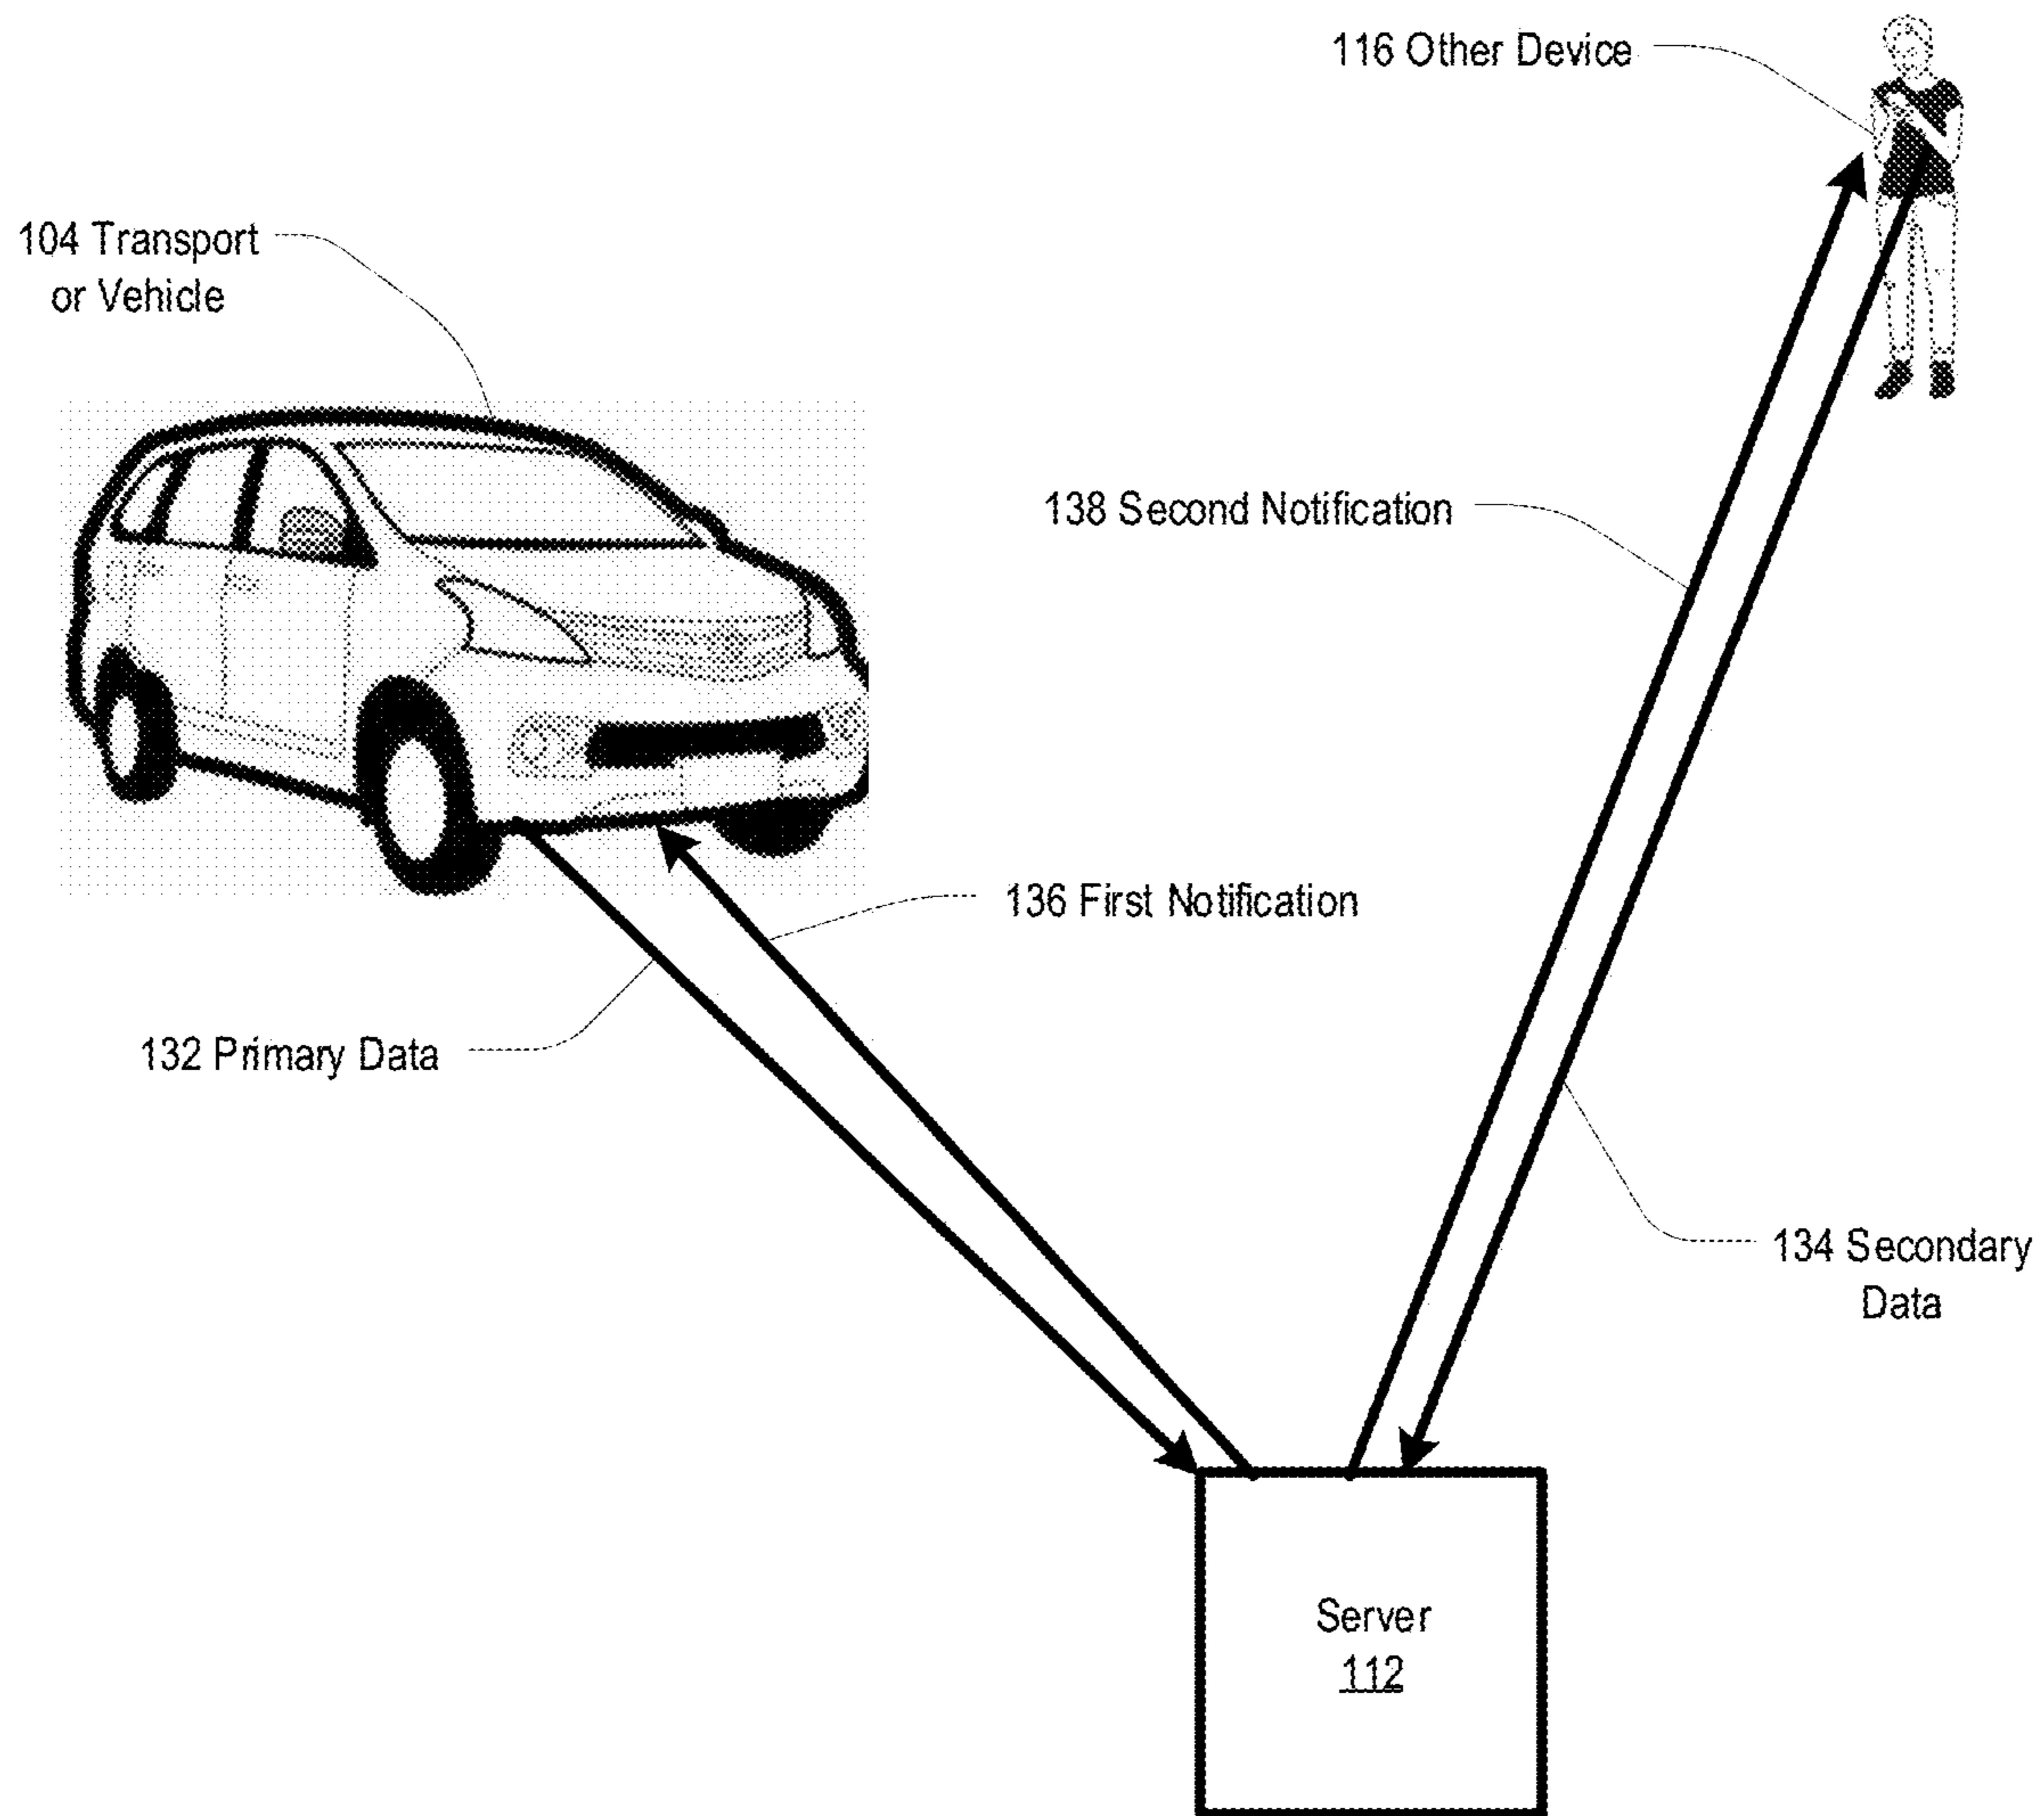 116 Other Device
104 Transport
or Vehicle
138 Second Notification
136 First Notification
132 Primary Data
134 Secondary
Data
Server
112